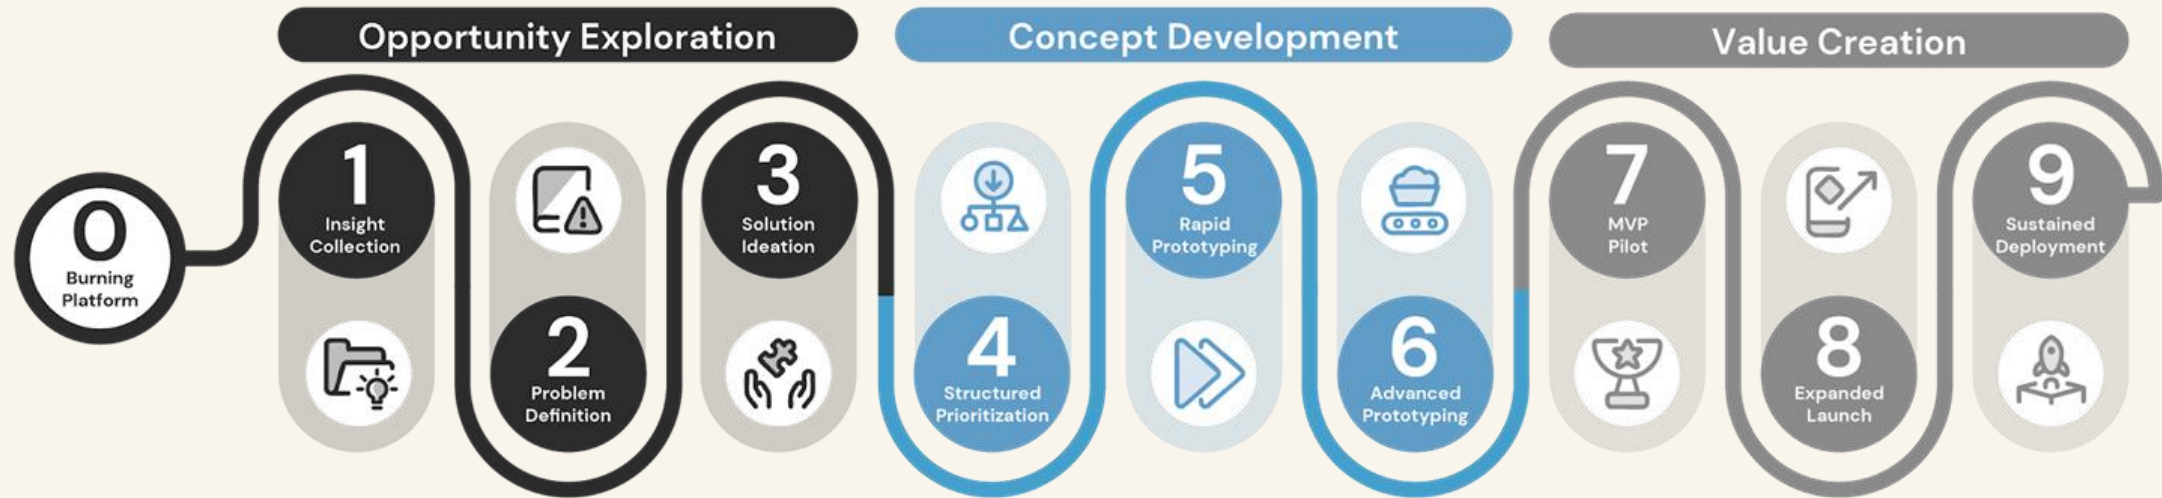 Opportunity Exploration
Concept Development
Value Creation
0
Burning
Platform
1
Insight
Collection
2
Problem
Definition
3
Solution
Ideation
4
Structured
Prioritization
5
Rapid
Prototyping
6
Advanced
Prototyping
7
MVP
Pilot
8
Expanded
Launch
9
Sustained
Deployment